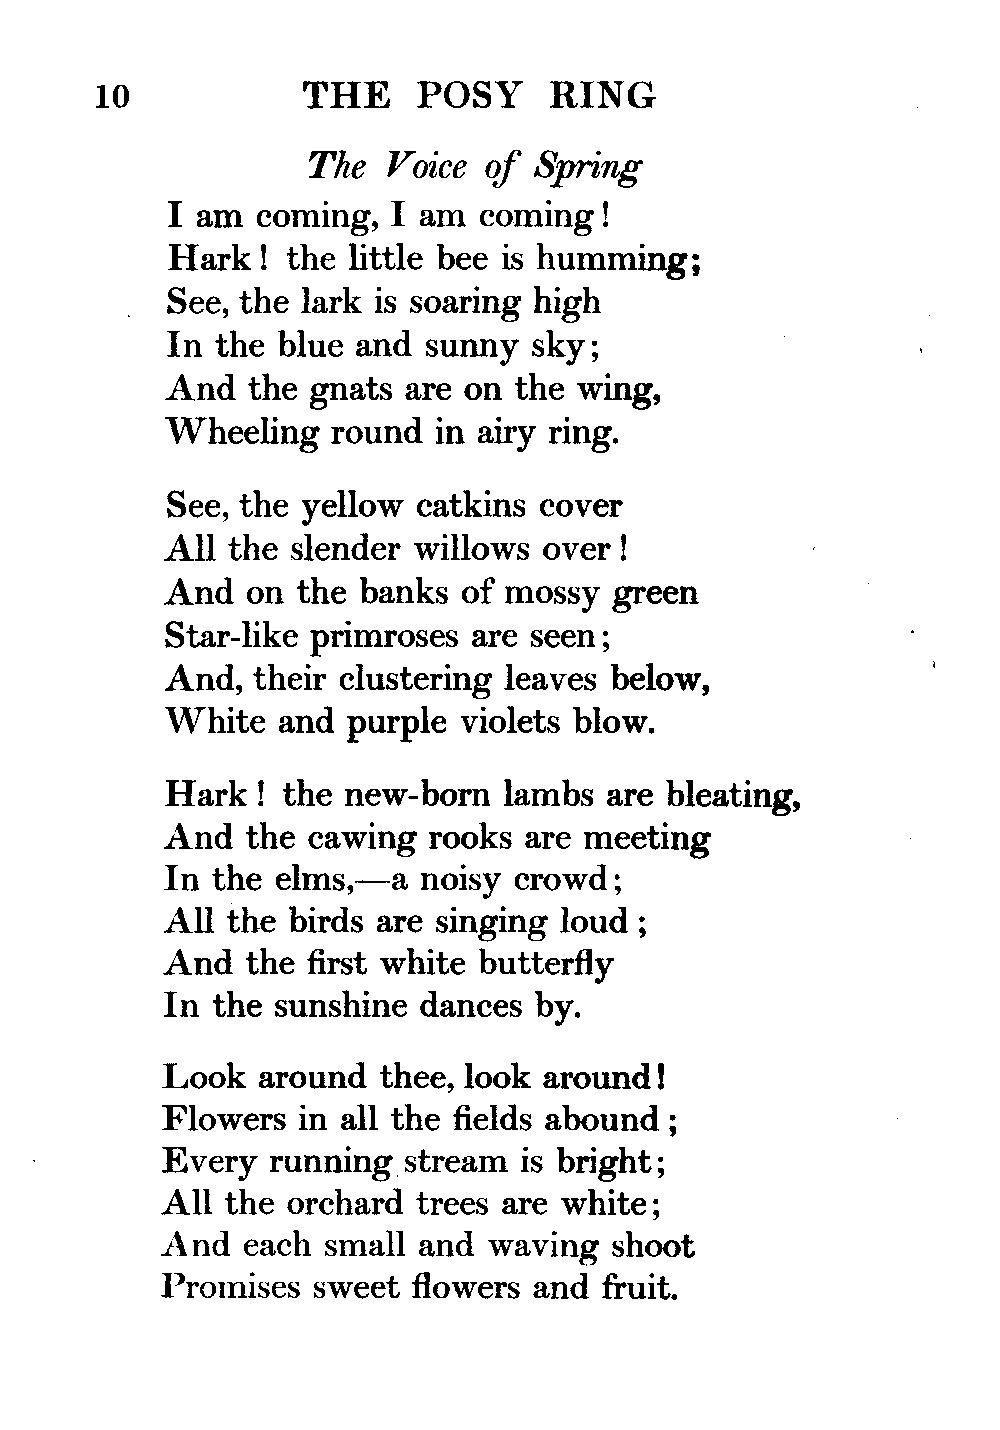 10 THE POSY RING
The Voice of Spring
I am coming, I am coming!
Hark! the little bee is humming;
See, the lark is soaring high
In the blue and sunny sky;
And the gnats are on the wing,
Wheeling round in airy ring.

See, the yellow catkins cover
All the slender willows over!
And on the banks of mossy green
Star-like primroses are seen;
And, their clustering leaves below,
White and purple violets blow.

Hark! the new-born lambs are bleating,
And the cawing rooks are meeting
In the elms,—a noisy crowd;
All the birds are singing loud;
And the first white butterfly
In the sunshine dances by.

Look around thee, look around!
Flowers in all the fields abound;
Every running stream is bright;
All the orchard trees are white;
And each small and waving shoot
Promises sweet flowers and fruit.